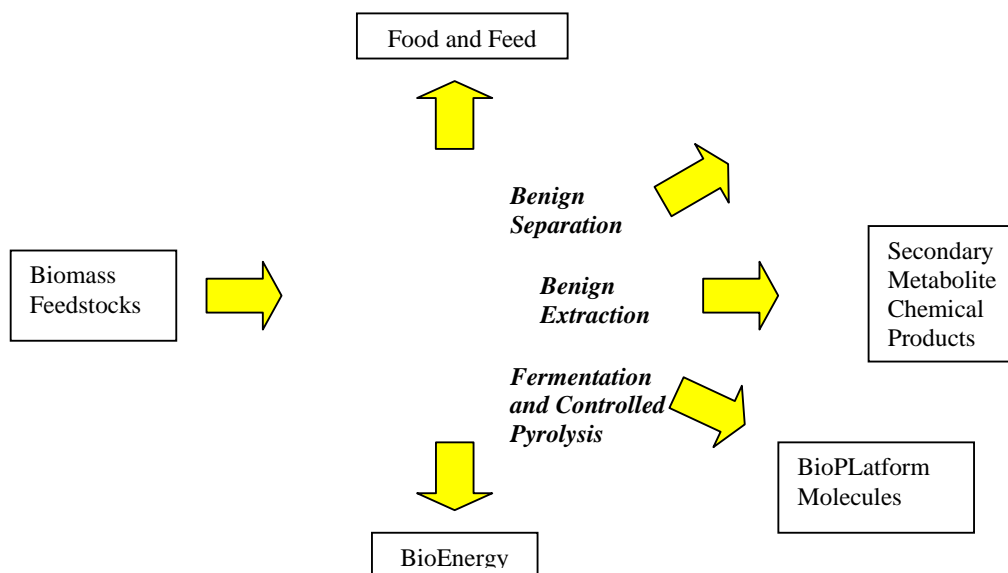 Food and Feed
Benign
Separation
Biomass
Feedstocks
Benign
Extraction
Secondary
Metabolite
Chemical
Products
Fermentation
and Controlled
Pyrolysis
BioPLatform
Molecules
BioEnergy